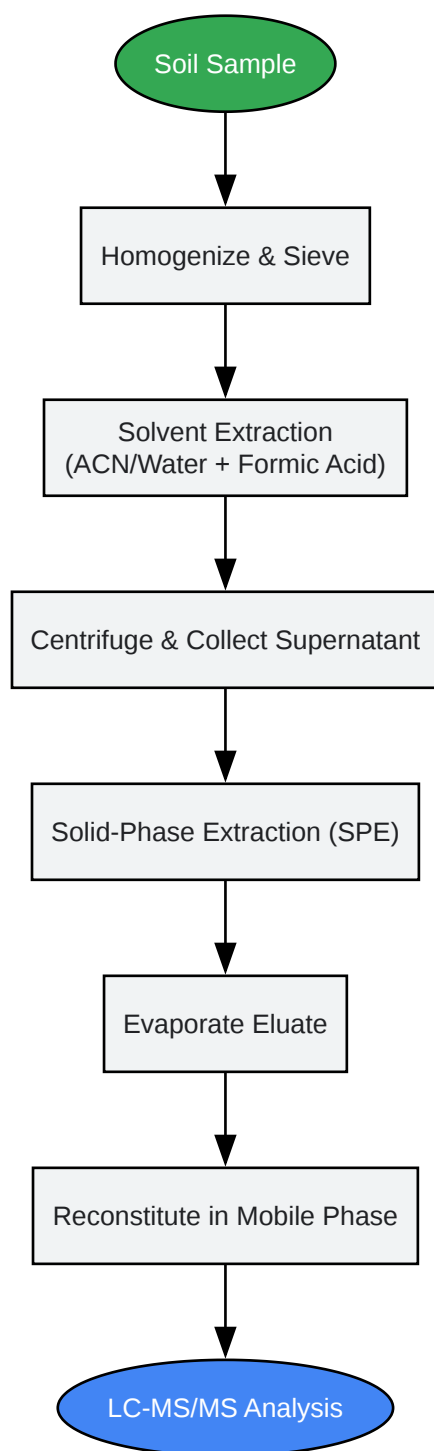 Soil Sample
Homogenize & Sieve
Solvent Extraction
(ACN/Water + Formic Acid)
Centrifuge & Collect Supernatant
Solid-Phase Extraction (SPE)
Evaporate Eluate
Reconstitute in Mobile Phase
LC-MS/MS Analysis